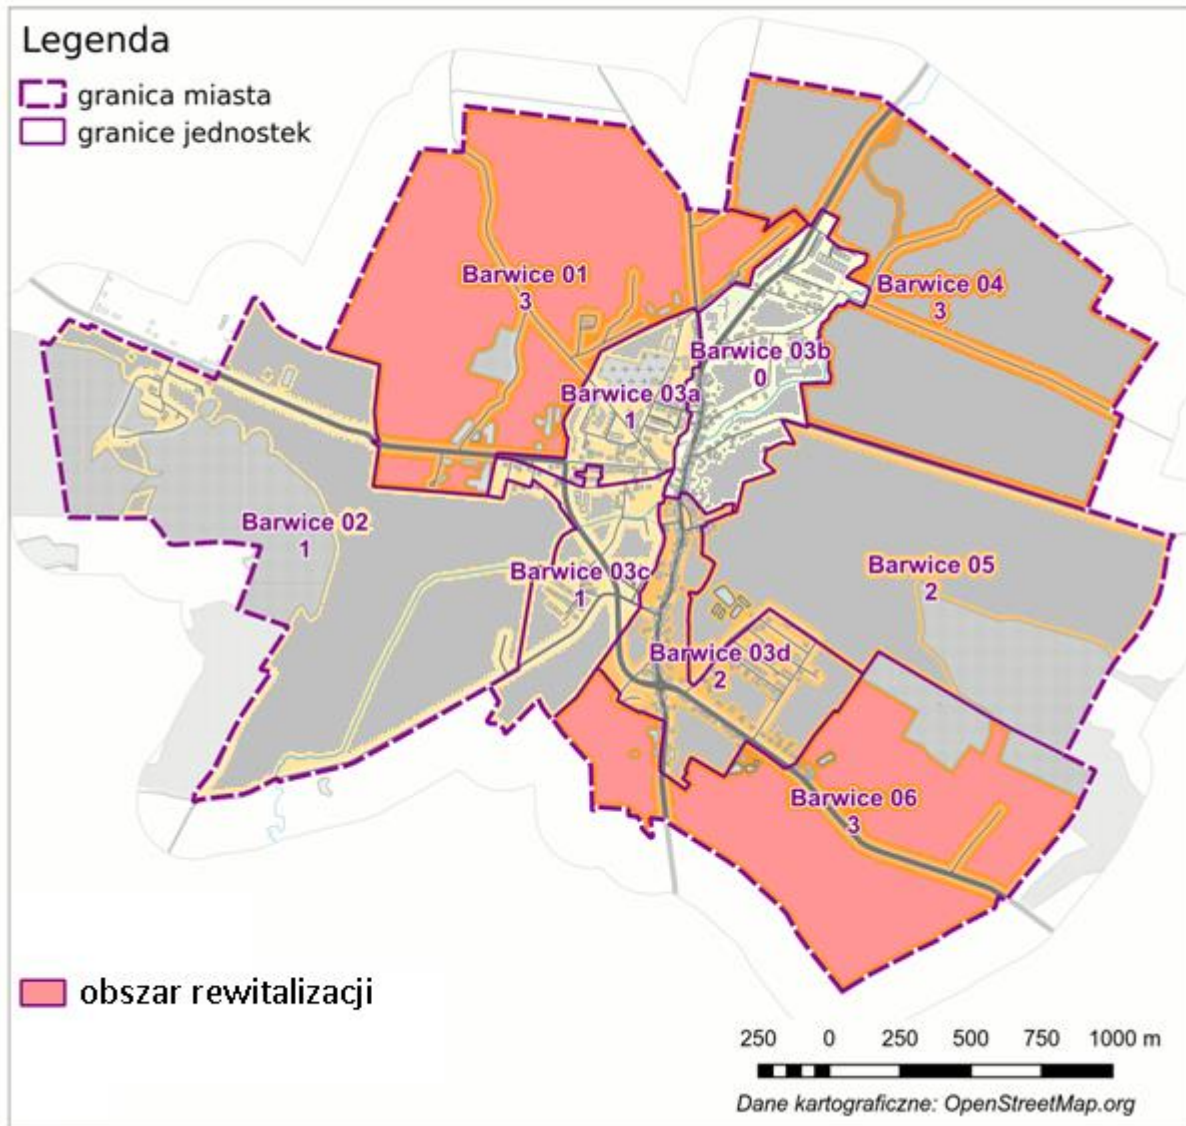 Legenda
granica miasta
granice jednostek
Barwice 01
3
Barwice 04
3
Barwice 03b
0
Barwice 03a
1
Barwice 02
1
Barwice 03c
1
Barwice 05
2
Barwice 03d
2
Barwice 06
3
obszar rewitalizacji
250 0 250 500 750 1000 m
Dane kartograficzne: OpenStreetMap.org